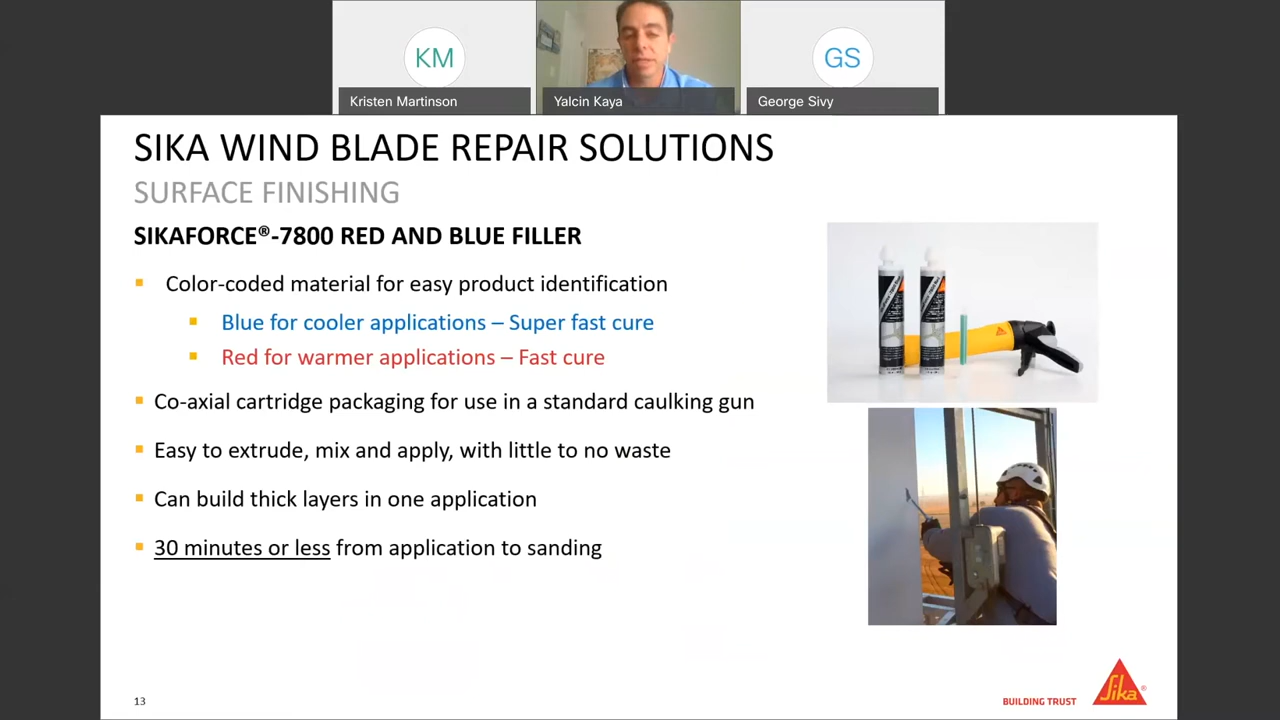 KM
GS
Kristen Martinson
Yalcin Kaya
George Sivy
SIKA WIND BLADE REPAIR SOLUTIONS
SURFACE FINISHING
SIKAFORCE®-7800 RED AND BLUE FILLER
Color-coded material for easy product identification
Blue for cooler applications – Super fast cure
Red for warmer applications – Fast cure
Co-axial cartridge packaging for use in a standard caulking gun
Easy to extrude, mix and apply, with little to no waste
Can build thick layers in one application
30 minutes or less from application to sanding
13
BUILDING TRUST
Sika®